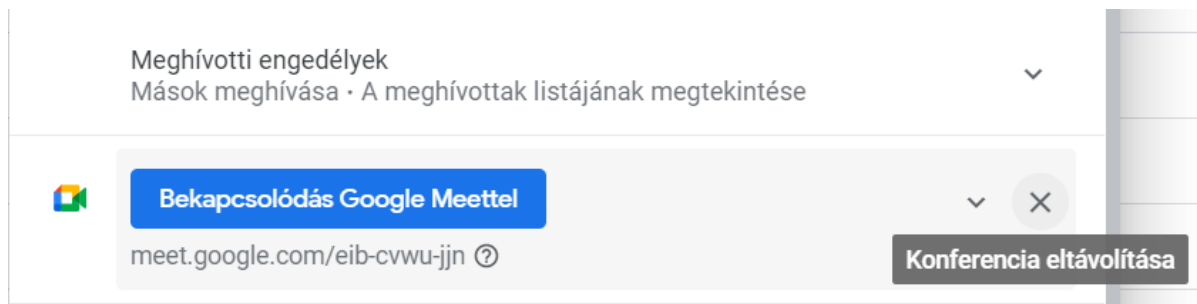 Meghívotti engedélyek
Mások meghívása • A meghívottak listájának megtekintése
Bekapcsolódás Google Meettel
meet.google.com/eib-cvwu-jjn
Konferencia eltávolítása